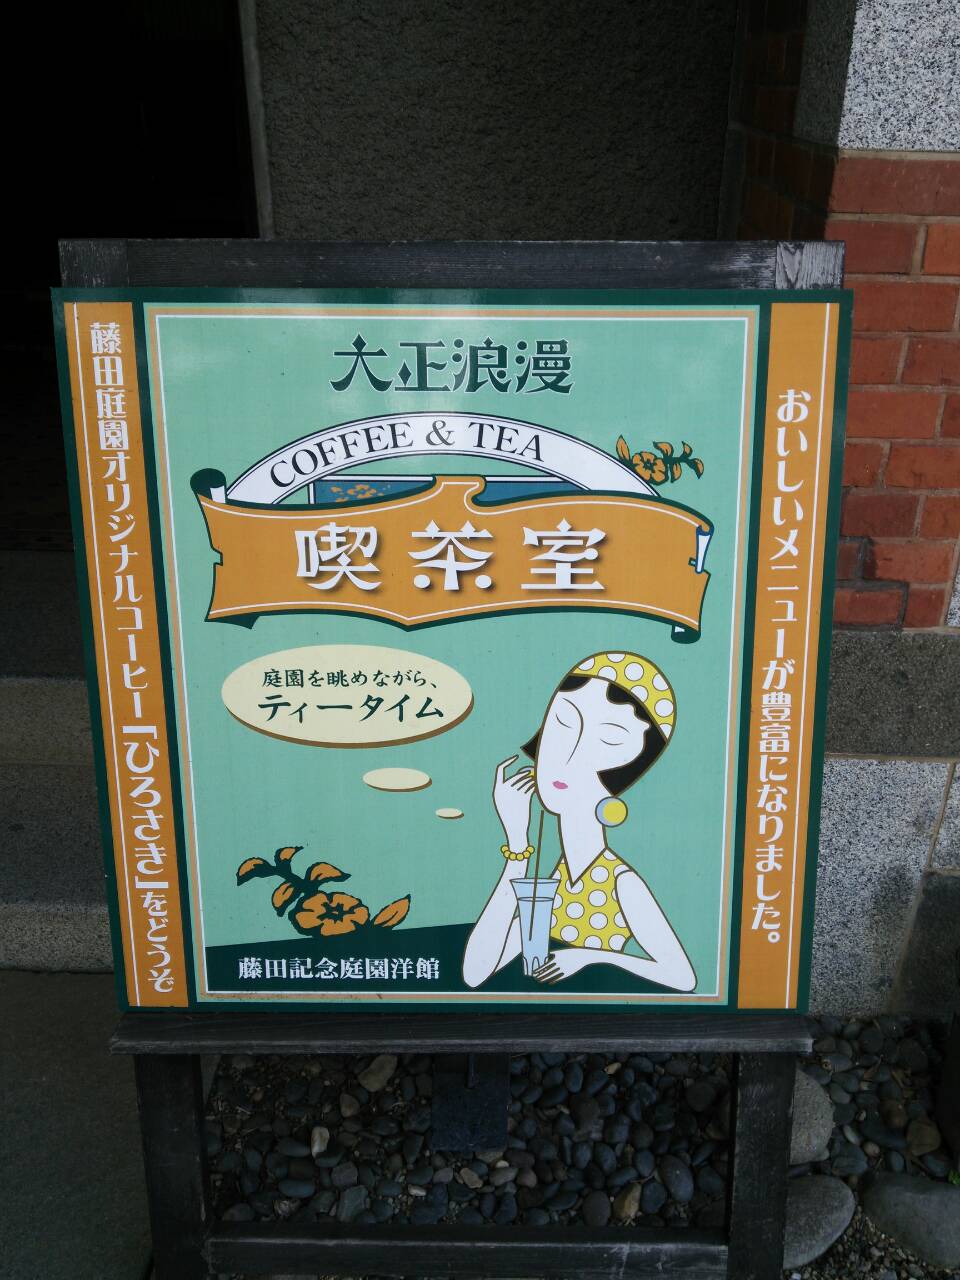 大正浪漫
COFFEE & TEA
喫茶室
庭園を眺めながら、
ティータイム
藤田記念庭園洋館
おいしいメニューが豊富になりました。
藤田庭園オリジナルコーヒー「ひろさき」をどうぞ